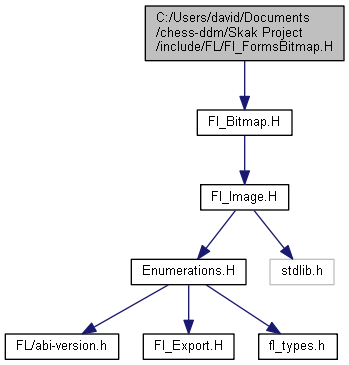 C:/Users/david/Documents
/chess-ddm/Skak Project
/include/FL/Fl_FormsBitmap.H
Fl_Bitmap.H
Fl_Image.H
Enumerations.H
stdlib.h
FL/abi-version.h
Fl_Export.H
fl_types.h